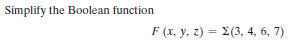 Simplify the Boolean function
F (x, y, z) = Σ(3, 4, 6, 7)